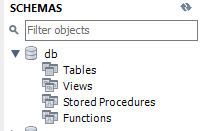 SCHEMAS
Filter objects
db
Tables
Views
Stored Procedures
Functions